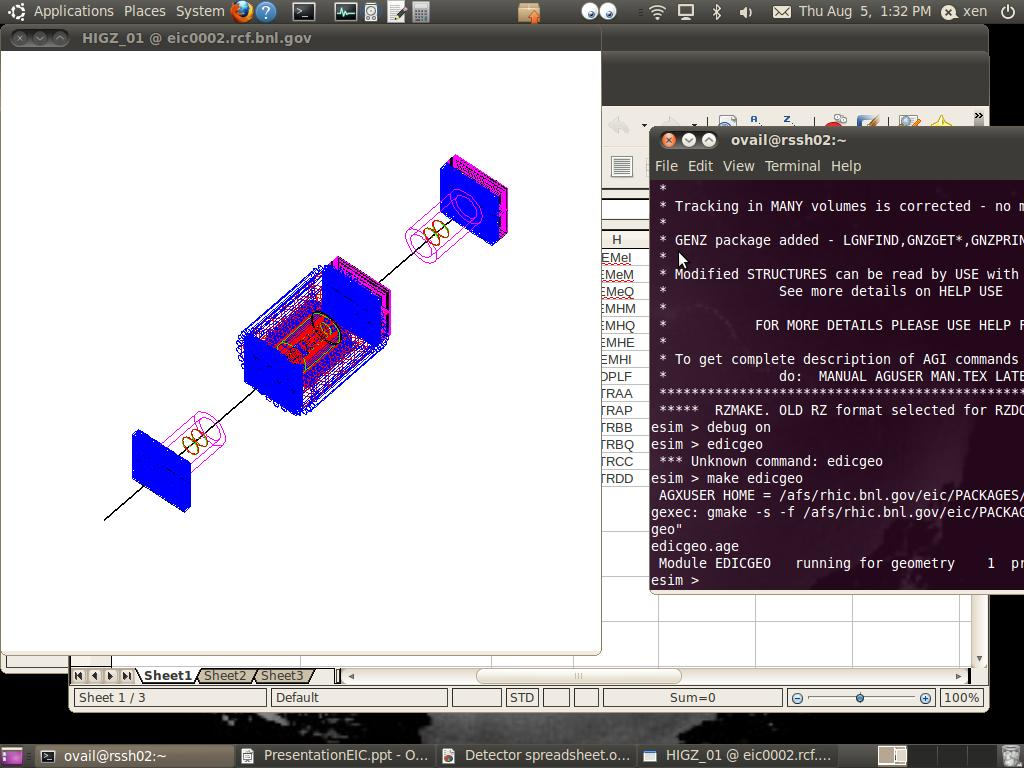 Applications Places System
Thu Aug 5, 1:32 PM
xen
HIGZ_01 @ eic0002.rcf.bnl.gov
H
EMeI
EMeM
EMeQ
EMHM
EMHQ
EMHE
EMHI
DPLF
TRAA
TRAP
TRBB
TRBQ
TRCC
TRDD
ovail@rssh02:~
File Edit View Terminal Help
*
* Tracking in MANY volumes is corrected - no
*
* GENZ package added - LGNFIND,GNZGET*,GNZPRIN
*
* Modified STRUCTURES can be read by USE with
* See more details on HELP USE
*
* FOR MORE DETAILS PLEASE USE HELP
*
* To get complete description of AGI commands
* do: MANUAL AGUSER MAN.TEX LATE
***********************************************
***** RZMAKE. OLD RZ format selected for RZDO
esim > debug on
esim > edicgeo
*** Unknown command: edicgeo
esim > make edicgeo
AGXUSER HOME = /afs/rhic.bnl.gov/eic/PACKAGES/
gexec: gmake -s -f /afs/rhic.bnl.gov/eic/PACKAG
geo"
edicgeo.age
Module EDICGEO running for geometry 1 pr
esim >
Sheet1 Sheet2 Sheet3
Sheet 1 / 3 Default STD Sum=0 100%
ovail@rssh02:~ PresentationEIC.ppt - O... Detector spreadsheet.o... HIGZ_01 @ eic0002.rcf....